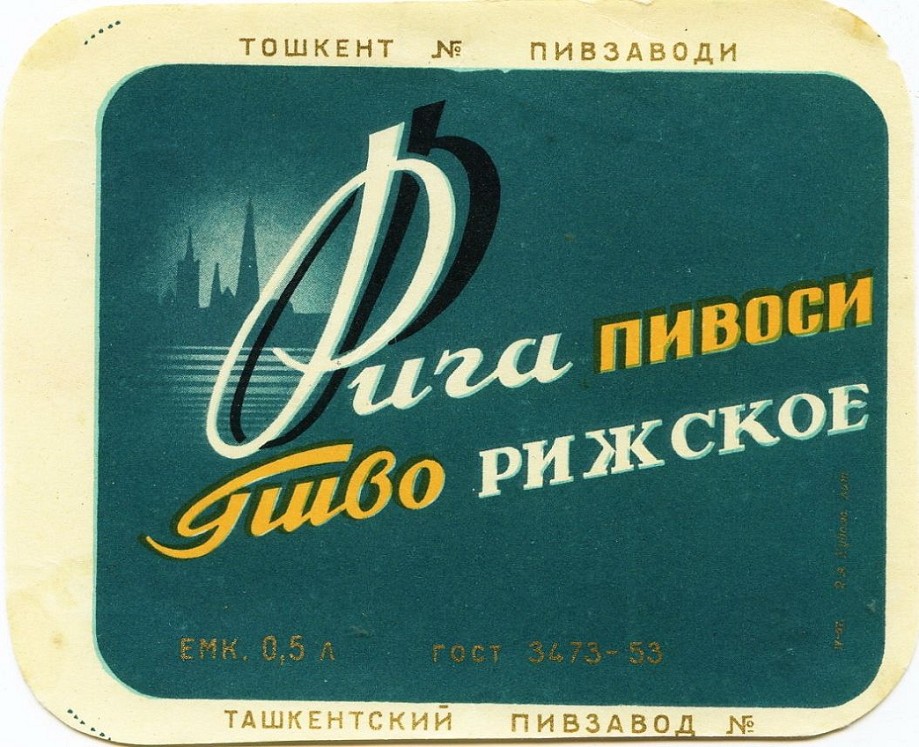 ТОШКЕНТ № ПИВЗАВОДИ
Рига ПИВОСИ
Пиво РИЖСКОЕ
ЕМК. 0,5 Л ГОСТ 3473-53
ТАШКЕНТСКИЙ ПИВЗАВОД №